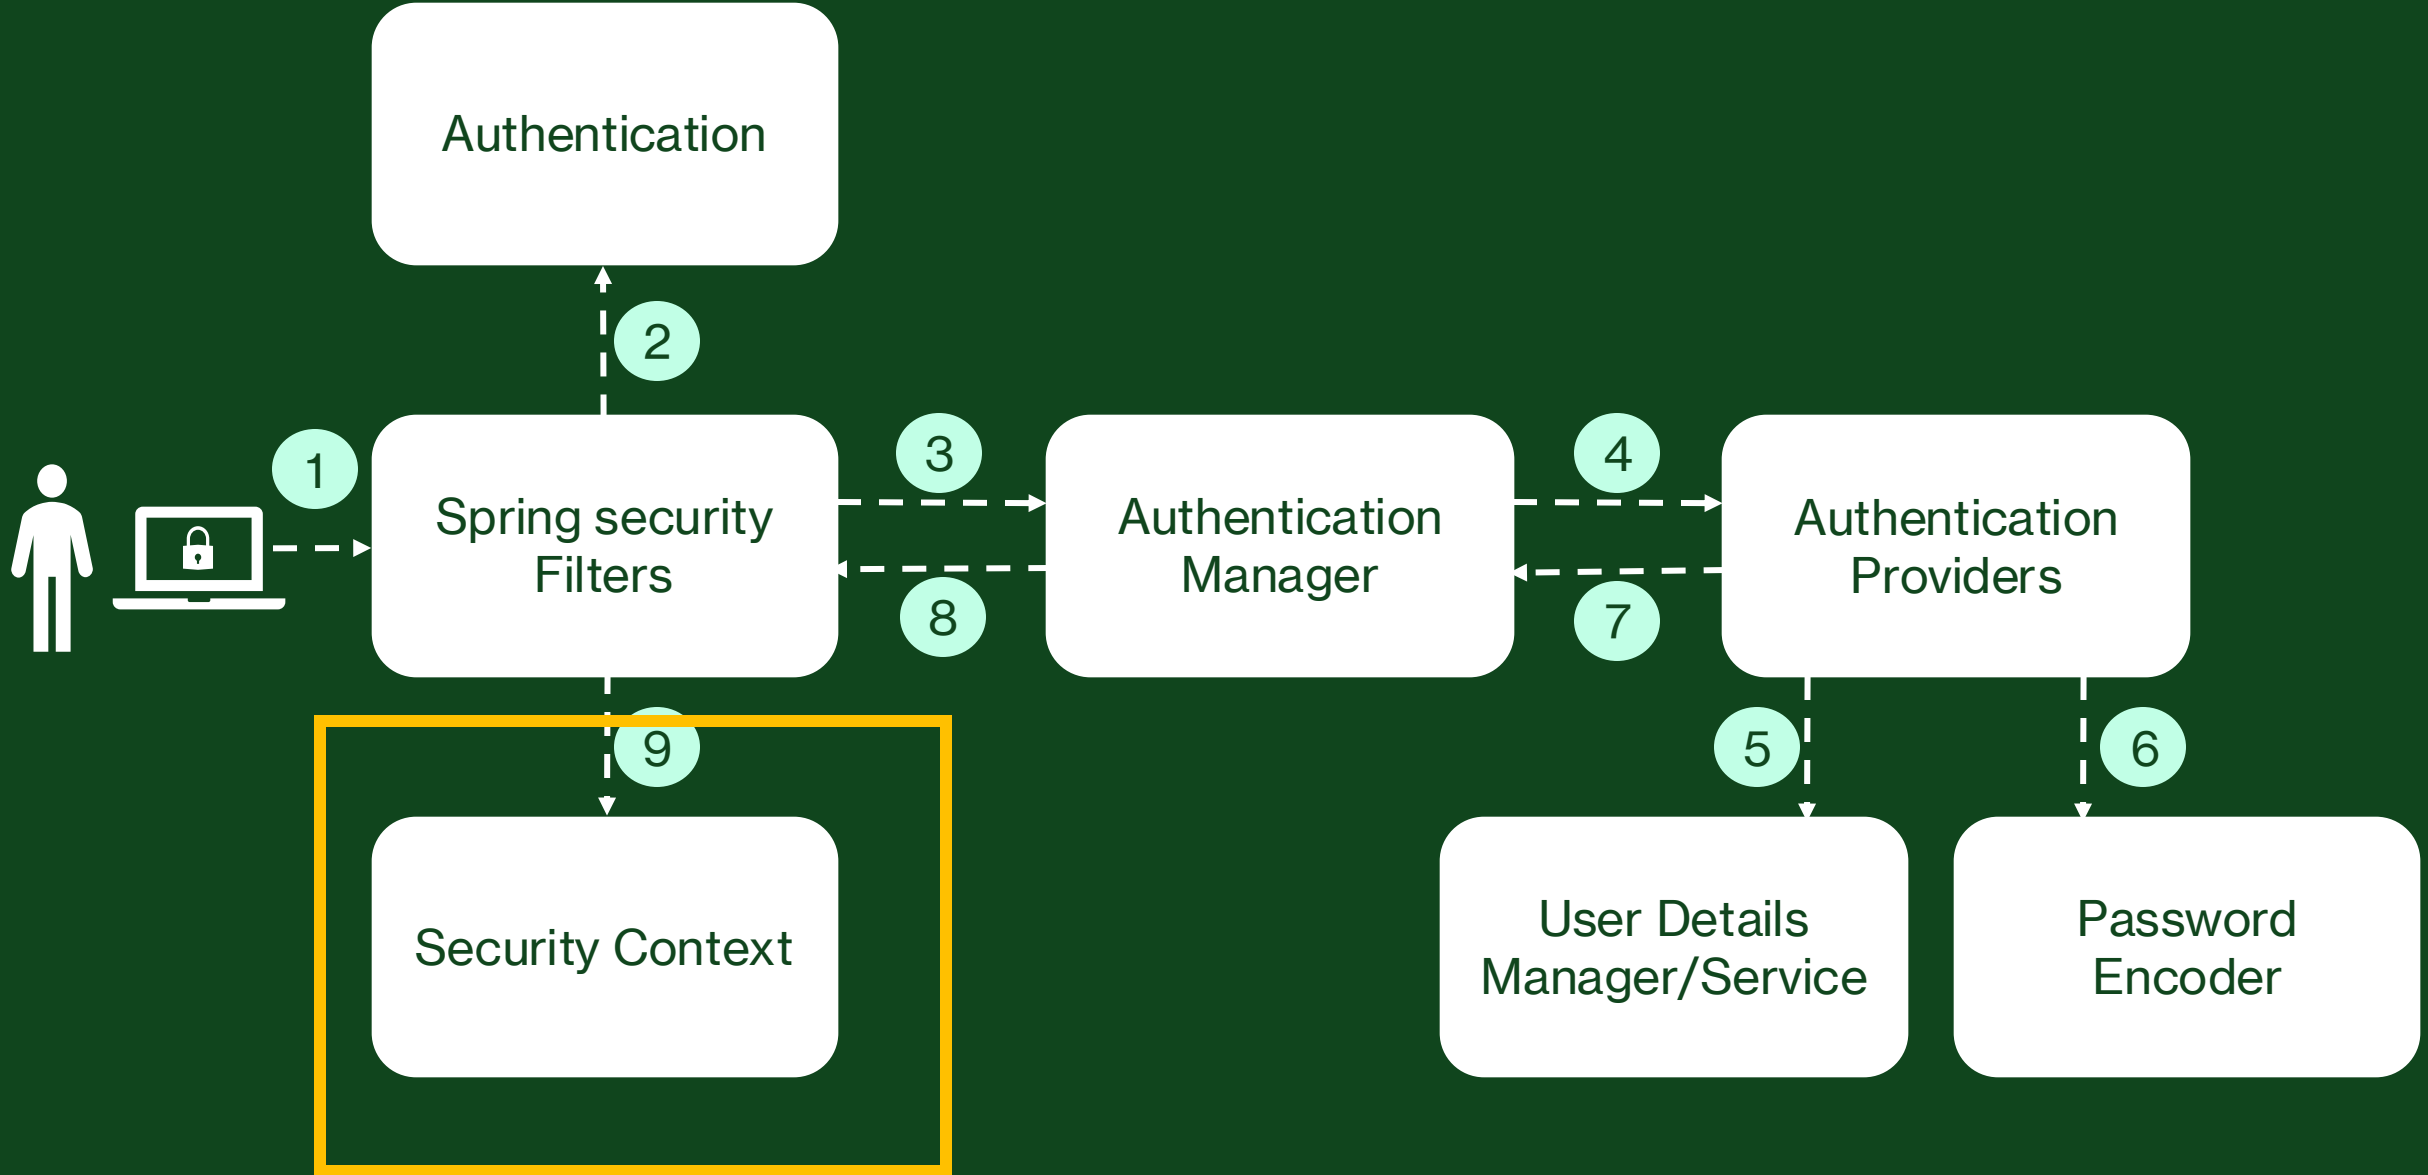 Authentication
2
1
3
4
Spring security
Filters
Authentication
Manager
Authentication
Providers
8
7
9
5
6
Security Context
User Details
Manager/Service
Password
Encoder